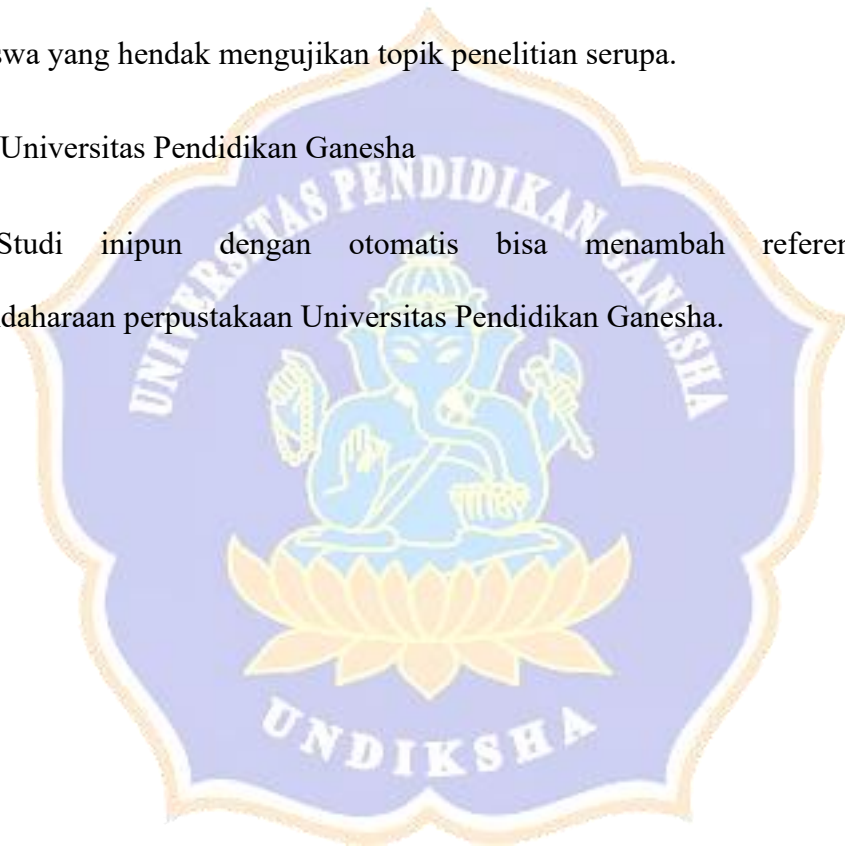 swa yang hendak mengujikan topik penelitian serupa.
Universitas Pendidikan Ganesha
Studi inipun dengan otomatis bisa menambah referen
daharaan perpustakaan Universitas Pendidikan Ganesha.
UNIVERSITAS PENDIDIKAN GANESHA
UNDIKSHA